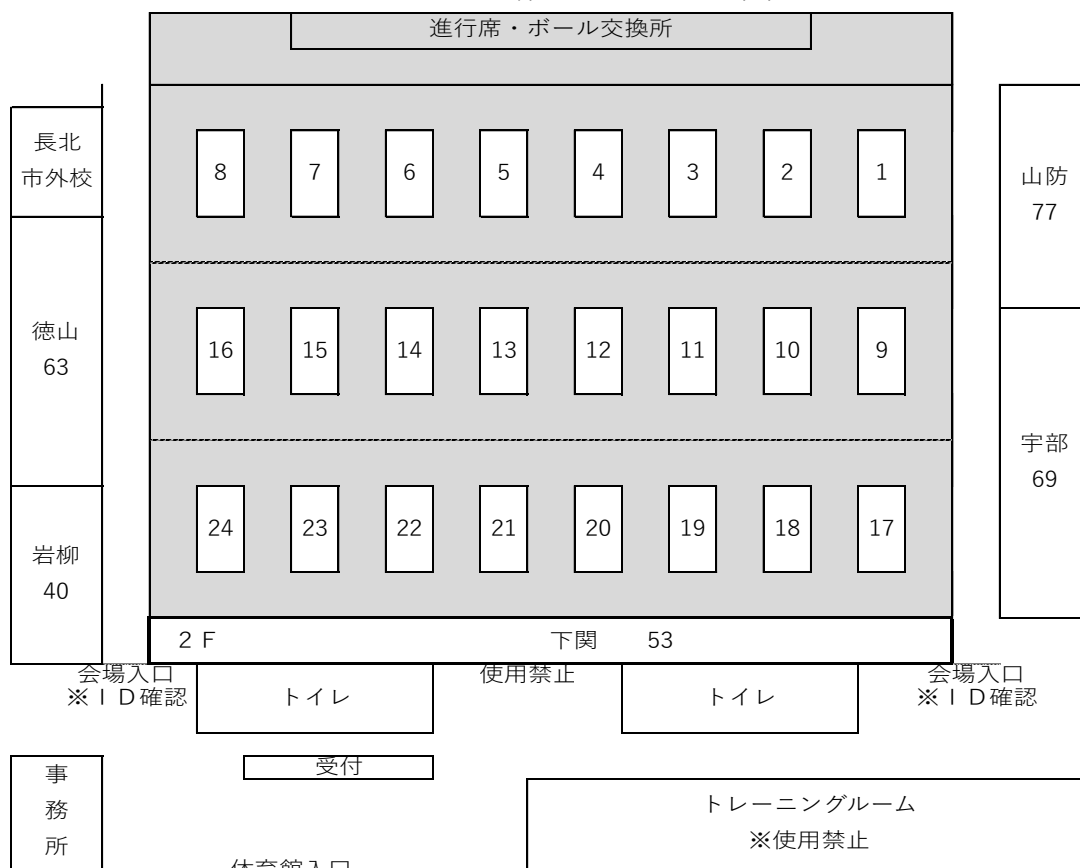 進行席・ボール交換所
長北
市外校
8 7 6 5 4 3 2 1
山防
77
徳山
63
16 15 14 13 12 11 10 9
宇部
69
岩柳
40
24 23 22 21 20 19 18 17
２Ｆ 下関 53
会場入口
※ＩＤ確認
トイレ
使用禁止
トイレ
会場入口
※ＩＤ確認
受付
事
務
所
トレーニングルーム
※使用禁止
体育館入口